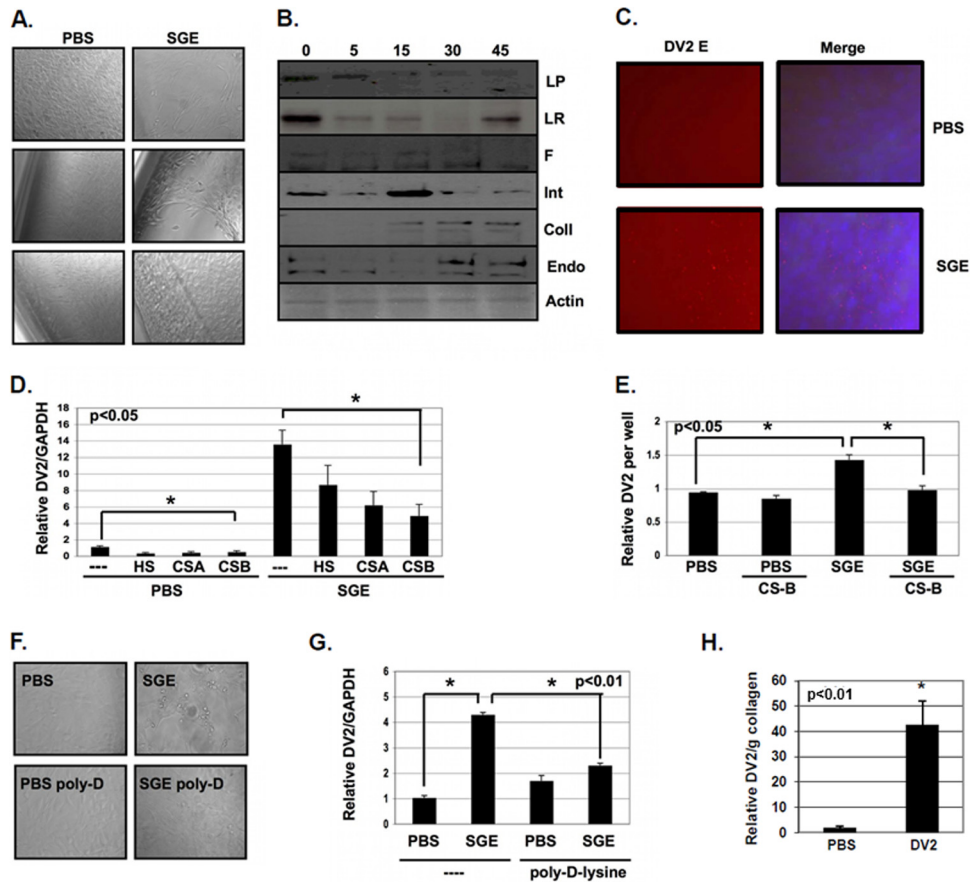 A.
PBS SGE
B.
0 5 15 30 45
LP
LR
F
Int
Coll
Endo
Actin
C.
DV2 E Merge
PBS
SGE
D.
Relative DV2/GAPDH
18
16
14
12
10
8
6
4
2
0
p<0.05
*
*
--- HS CSA CSB --- HS CSA CSB
PBS SGE
E.
Relative DV2 per well
2
1.5
1
0.5
0
p<0.05
* *
PBS PBS SGE SGE
CS-B CS-B
F.
PBS SGE
PBS poly-D SGE poly-D
G.
Relative DV2/GAPDH
6
5
4
3
2
1
0
* * p<0.01
PBS SGE PBS SGE
---- poly-D-lysine
H.
Relative DV2/g collagen
60
50
40
30
20
10
0
p<0.01 *
PBS DV2